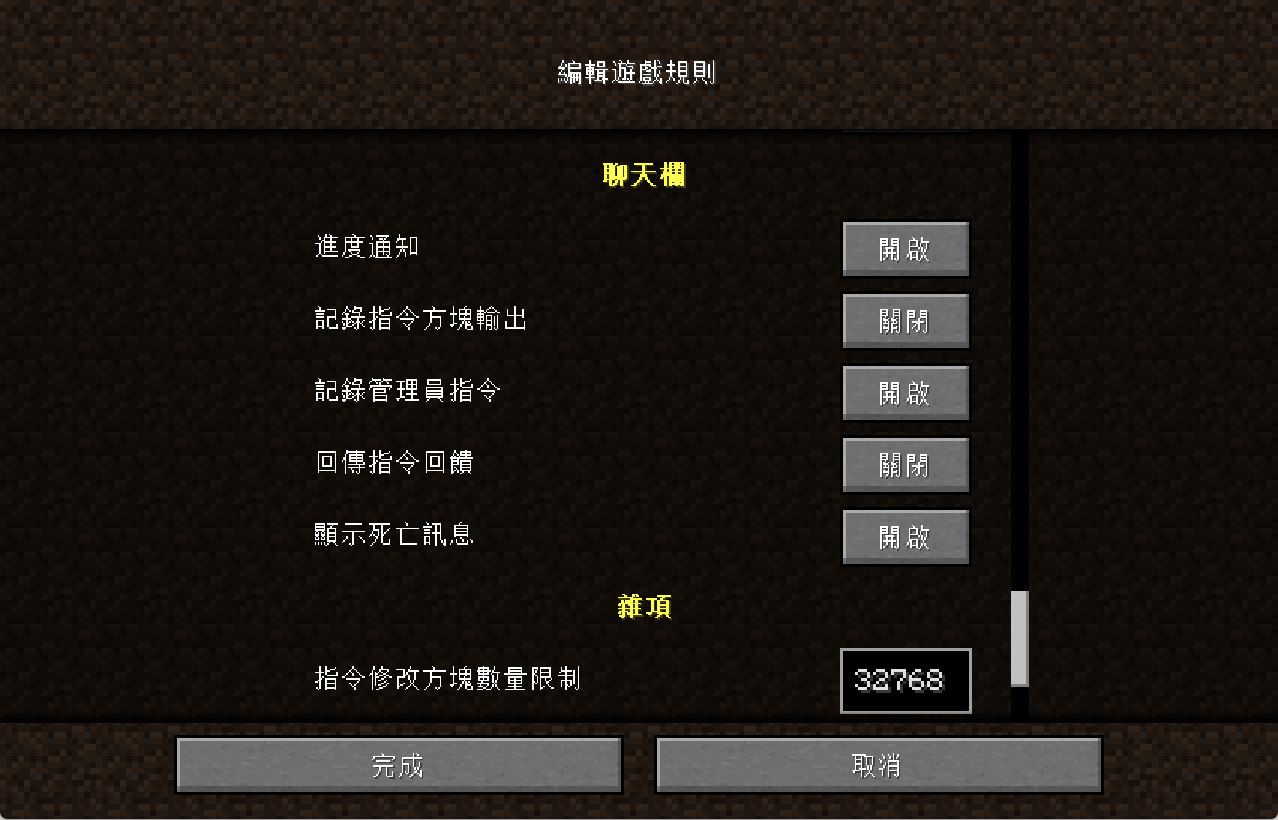 編輯遊戲規則
聊天欄
進度通知 開啟
記錄指令方塊輸出 關閉
記錄管理員指令 開啟
回傳指令回饋 關閉
顯示死亡訊息 開啟
雜項
指令修改方塊數量限制 32768
完成 取消